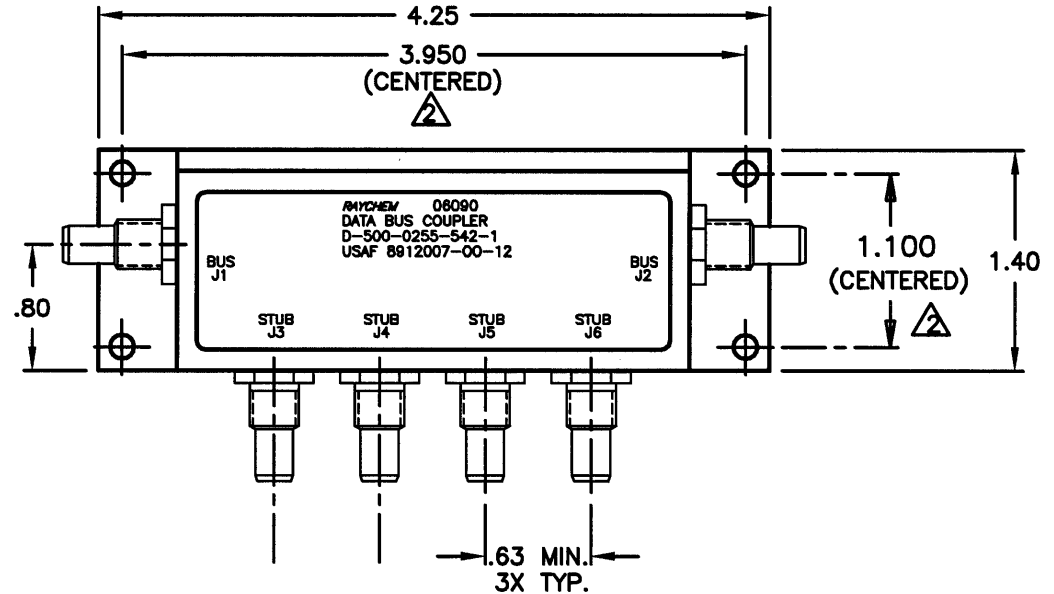 4.25
3.950
(CENTERED)
2
RAYCHEM 06090
DATA BUS COUPLER
D-500-0255-542-1
USAF 8912007-00-12
BUS
J1
BUS
J2
STUB
J3
STUB
J4
STUB
J5
STUB
J6
.80
1.100
(CENTERED)
2
1.40
.63 MIN.
3X TYP.